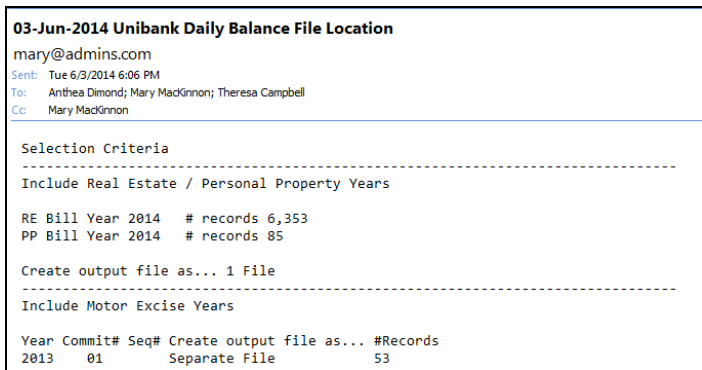 03-Jun-2014 Unibank Daily Balance File Location
mary@admins.com
Sent: Tue 6/3/2014 6:06 PM
To: Anthea Dimond; Mary MacKinnon; Theresa Campbell
Cc: Mary MacKinnon
Selection Criteria
--------------------------------------------------------------------------------
Include Real Estate / Personal Property Years
RE Bill Year 2014 # records 6,353
PP Bill Year 2014 # records 85
Create output file as... 1 File
--------------------------------------------------------------------------------
Include Motor Excise Years
Year Commit# Seq# Create output file as... #Records
2013 01 Separate File 53